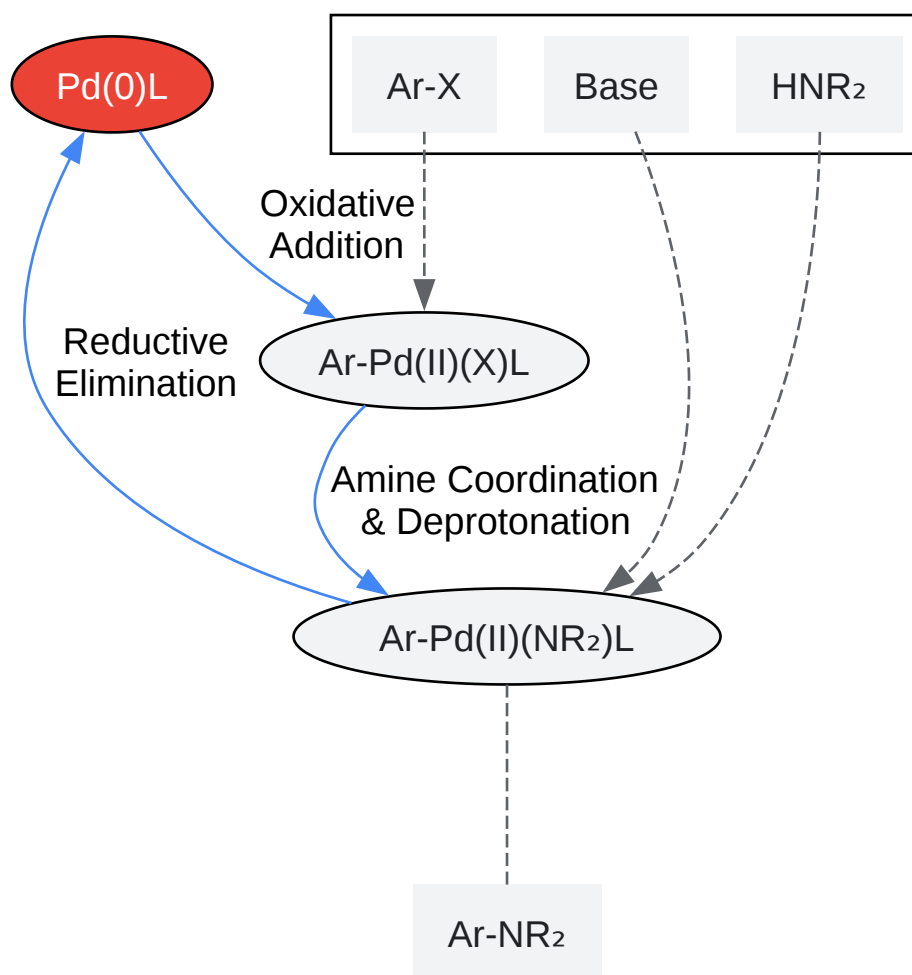 Pd(0)L
Ar-X
Base
HNR₂
Oxidative
Addition
Reductive
Elimination
Ar-Pd(II)(X)L
Amine Coordination
& Deprotonation
Ar-Pd(II)(NR₂)L
Ar-NR₂